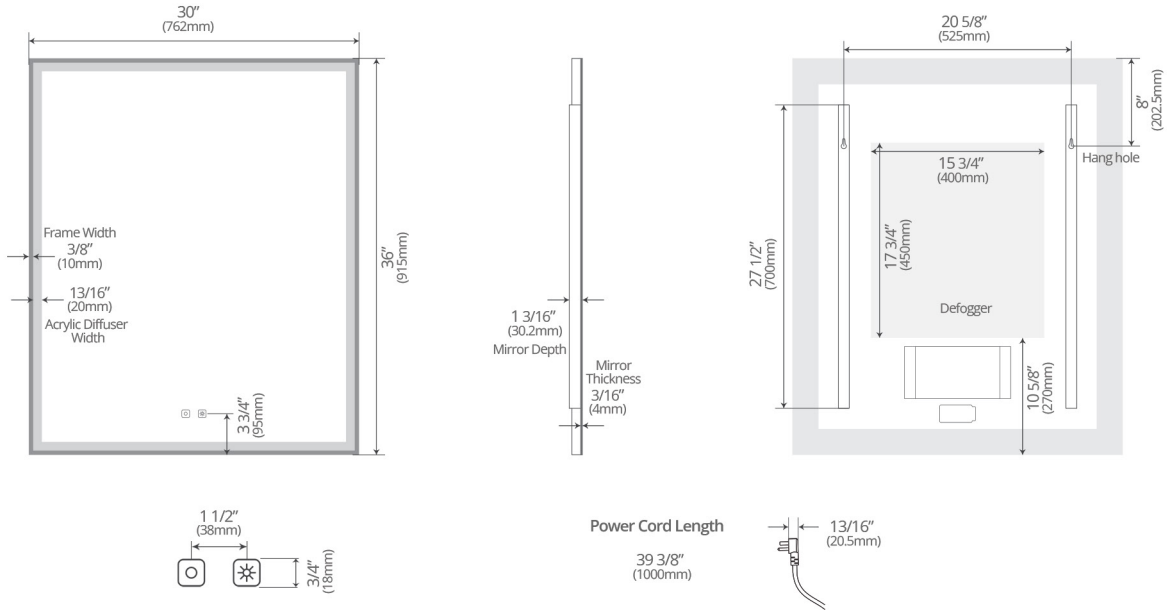 30”
(762mm)
20 5/8”
(525mm)
8”
(202.5mm)
Hang hole
15 3/4”
(400mm)
Frame Width
3/8”
(10mm)
36”
(915mm)
17 3/4”
(450mm)
27 1/2”
(700mm)
13/16”
(20mm)
Acrylic Diffuser
Width
1 3/16”
(30.2mm)
Mirror Depth
Defogger
Mirror
Thickness
3/16”
(4mm)
10 5/8”
(270mm)
3 3/4”
(95mm)
1 1/2”
(38mm)
3/4”
(18mm)
Power Cord Length
39 3/8”
(1000mm)
13/16”
(20.5mm)